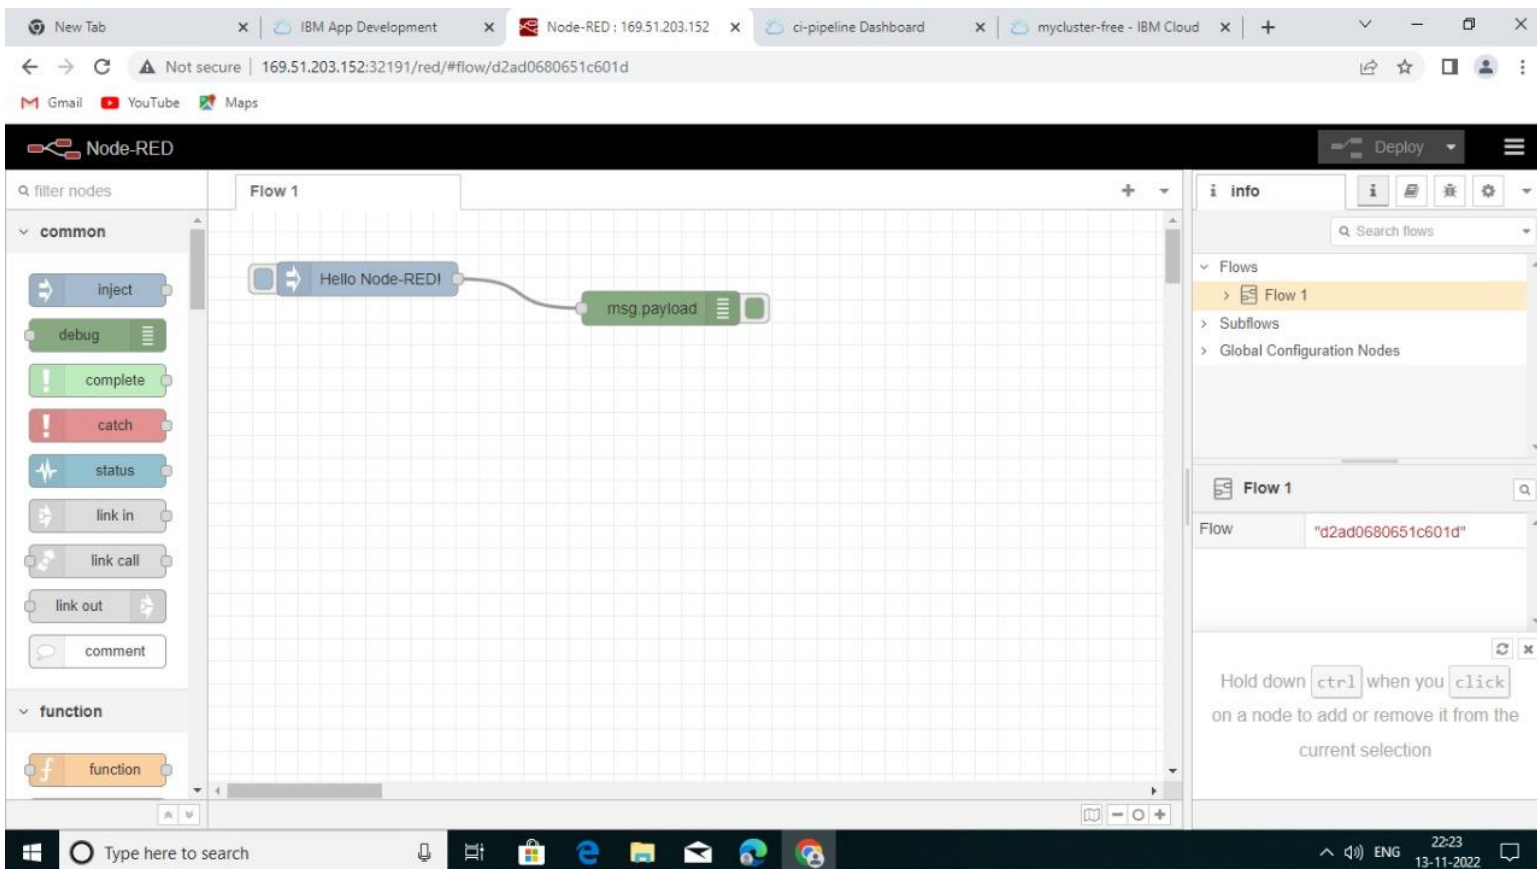 New Tab
IBM App Development
Node-RED : 169.51.203.152
ci-pipeline Dashboard
mycluster-free - IBM Cloud
Not secure
169.51.203.152:32191/red/#flow/d2ad0680651c601d
Gmail
YouTube
Maps
Node-RED
Deploy
filter nodes
Flow 1
i info
Search flows
common
inject
debug
complete
catch
status
link in
link call
link out
comment
function
function
Hello Node-RED!
msg.payload
Flows
Flow 1
Subflows
Global Configuration Nodes
Flow 1
Flow "d2ad0680651c601d"
Hold down ctrl when you click
on a node to add or remove it from the
current selection
Type here to search
ENG
22:23
13-11-2022